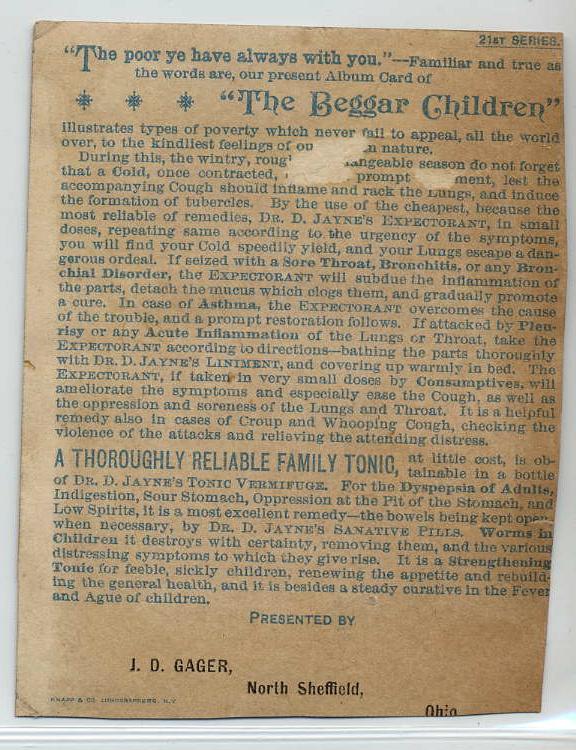 21ST SERIES.
"The poor ye have always with you."—Familiar and true as
the words are, our present Album Card of
"The Beggar Children"
illustrates types of poverty which never fail to appeal, all the world
over, to the kindliest feelings of ou n nature.
During this, the wintry, roug angeable season do not forget
that a Cold, once contracted, prompt ment, lest the
accompanying Cough should inflame and rack the Lungs, and induce
the formation of tubercles. By the use of the cheapest, because the
most reliable of remedies, DR. D. JAYNE'S EXPECTORANT, in small
doses, repeating same according to the urgency of the symptoms,
you will find your Cold speedily yield, and your Lungs escape a dan-
gerous ordeal. If seized with a Sore Throat, Bronchitis, or any Bron-
chial Disorder, the EXPECTORANT will subdue the inflammation of
the parts, detach the mucus which clogs them, and gradually promote
a cure. In case of Asthma, the EXPECTORANT overcomes the cause
of the trouble, and a prompt restoration follows. If attacked by Pleu-
risy or any Acute Inflammation of the Lungs or Throat, take the
EXPECTORANT according to directions—bathing the parts thoroughly
with DR. D. JAYNE'S LINIMENT, and covering up warmly in bed. The
EXPECTORANT, if taken in very small doses by Consumptives, will
ameliorate the symptoms and especially ease the Cough, as well as
the oppression and soreness of the Lungs and Throat. It is a helpful
remedy also in cases of Croup and Whooping Cough, checking the
violence of the attacks and relieving the attending distress.
A THOROUGHLY RELIABLE FAMILY TONIC, at little cost, is ob-
tainable in a bottle
of DR. D. JAYNE'S TONIC VERMIFUGE. For the Dyspepsia of Adults,
Indigestion, Sour Stomach, Oppression at the Pit of the Stomach, and
Low Spirits, it is a most excellent remedy—the bowels being kept open,
when necessary, by DR. D. JAYNE'S SANATIVE PILLS. Worms in
Children it destroys with certainty, removing them, and the various
distressing symptoms to which they give rise. It is a Strengthening
Tonic for feeble, sickly children, renewing the appetite and rebuild-
ing the general health, and it is besides a steady curative in the Fever
and Ague of children.
PRESENTED BY
J. D. GAGER,
North Sheffield,
Ohio
KNAPP & CO. LITHOGRAPHERS, N.Y.